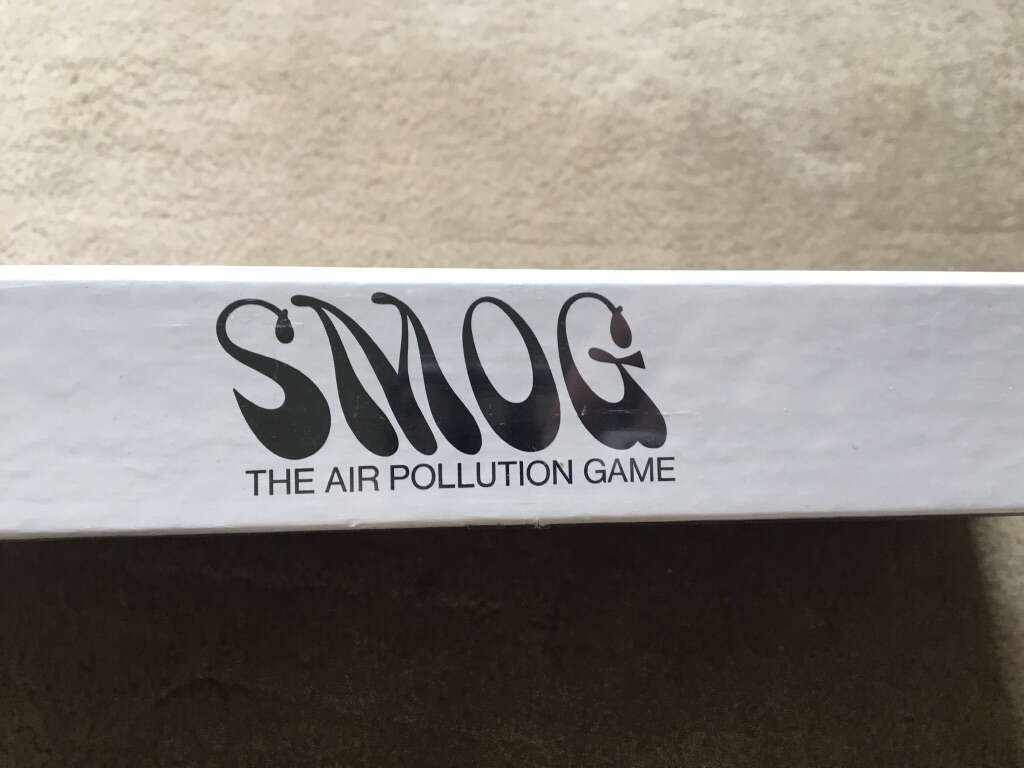 SMOG
THE AIR POLLUTION GAME